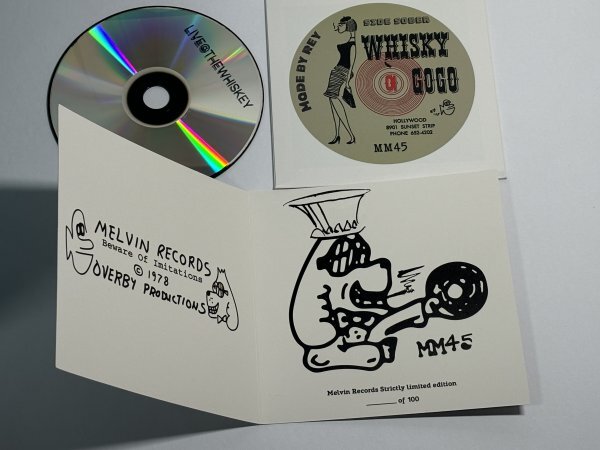 LIVE@THEWHISKEY
SIDE SOBER
MODE BY REY
WHISKY
A
GOGO
HOLLYWOOD
8901 SUNSET STRIP
PHONE 652-4202
MM45
MELVIN RECORDS
Beware Of Imitations
© 1978
OVERBY PRODUCTIONS
MM45
Melvin Records Strictly limited edition
______ of 100